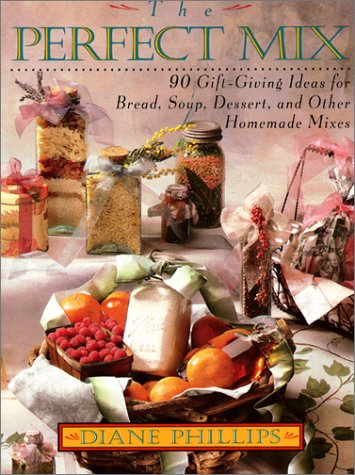 The
PERFECT MIX
90 Gift-Giving Ideas for
Bread, Soup, Dessert, and Other
Homemade Mixes
DIANE PHILLIPS